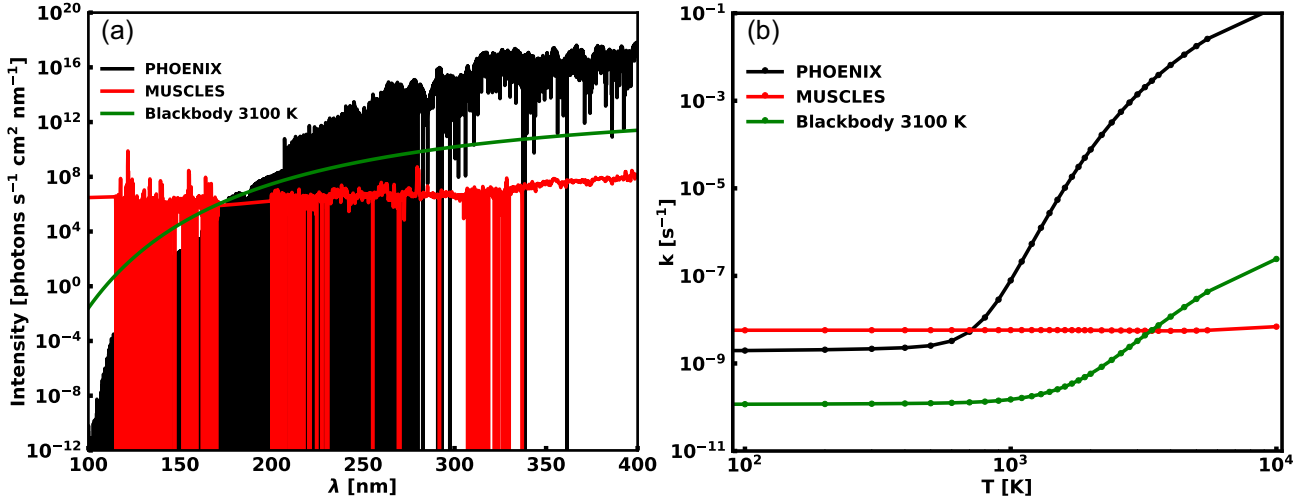 (a)
Intensity [photons s⁻¹ cm² nm⁻¹]
10²⁰
10¹⁶
10¹²
10⁸
10⁴
10⁰
10⁻⁴
10⁻⁸
10⁻¹²
PHOENIX
MUSCLES
Blackbody 3100 K
100 150 200 250 300 350 400
λ [nm]
(b)
k [s⁻¹]
10⁻¹
10⁻³
10⁻⁵
10⁻⁷
10⁻⁹
10⁻¹¹
PHOENIX
MUSCLES
Blackbody 3100 K
10² 10³ 10⁴
T [K]